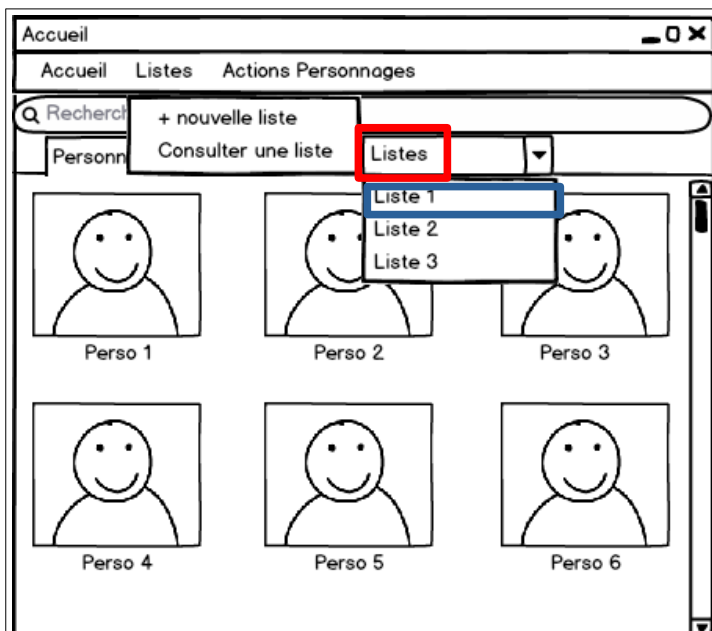 Accueil
Accueil Listes Actions Personnages
Recherch
+ nouvelle liste
Personn
Consulter une liste
Listes
Liste 1
Liste 2
Liste 3
Perso 1 Perso 2 Perso 3
Perso 4 Perso 5 Perso 6